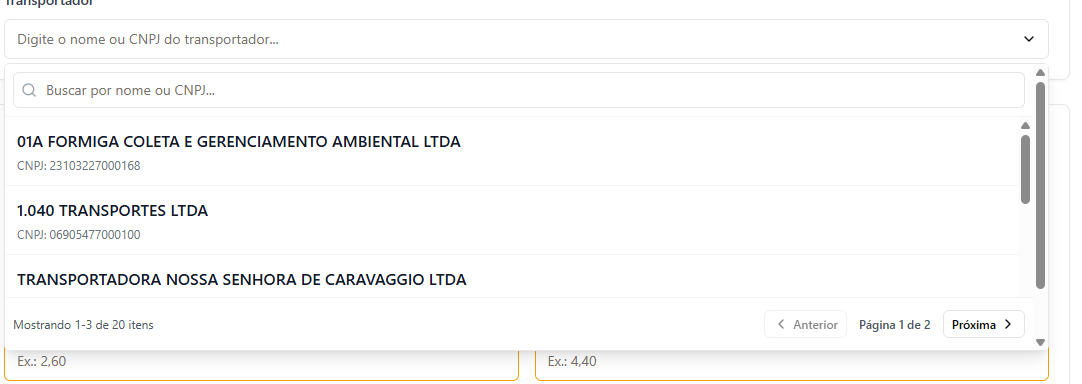 Transportador
Digite o nome ou CNPJ do transportador...
Buscar por nome ou CNPJ...
01A FORMIGA COLETA E GERENCIAMENTO AMBIENTAL LTDA
CNPJ: 23103227000168
1.040 TRANSPORTES LTDA
CNPJ: 06905477000100
TRANSPORTADORA NOSSA SENHORA DE CARAVAGGIO LTDA
Mostrando 1-3 de 20 itens
Anterior
Página 1 de 2
Próxima
Ex.: 2,60
Ex.: 4,40